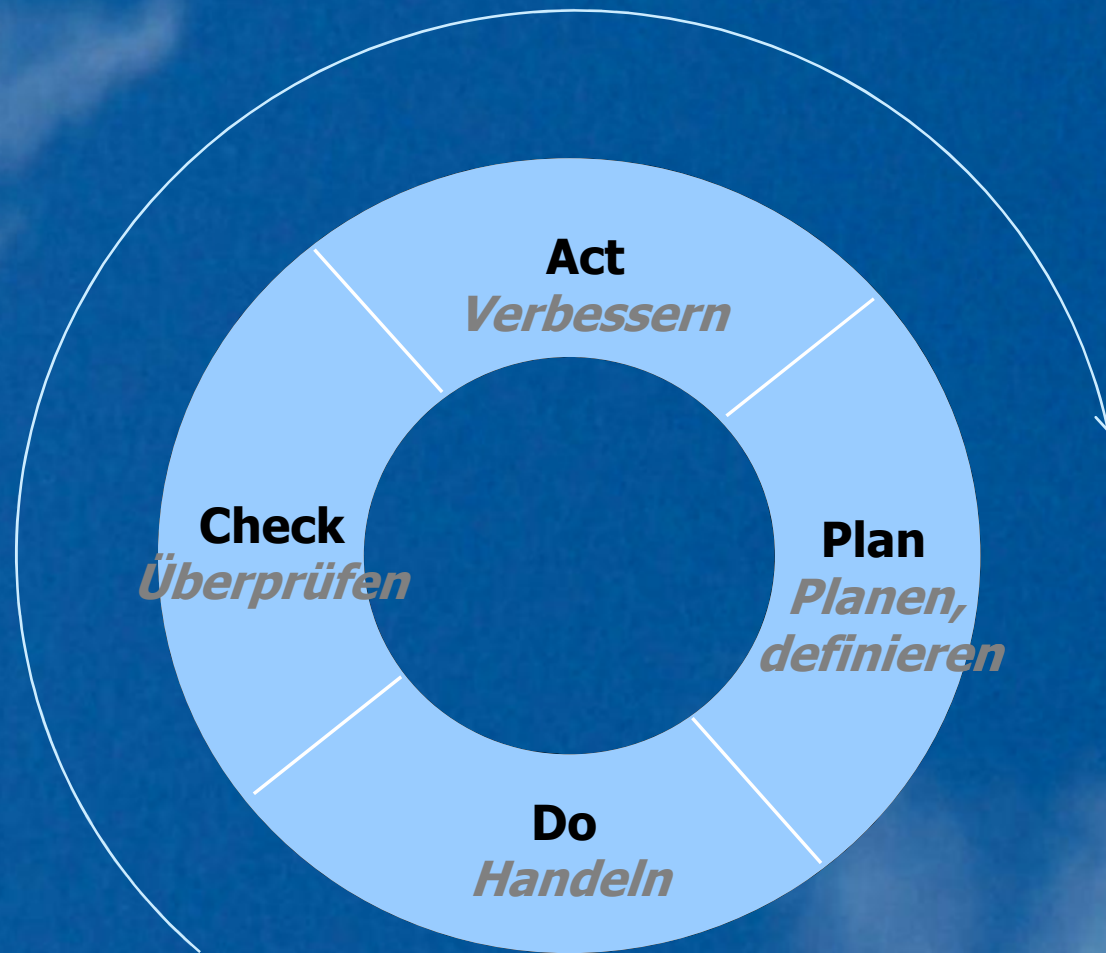 Act
Verbessern
Check
Überprüfen
Plan
Planen,
definieren
Do
Handeln